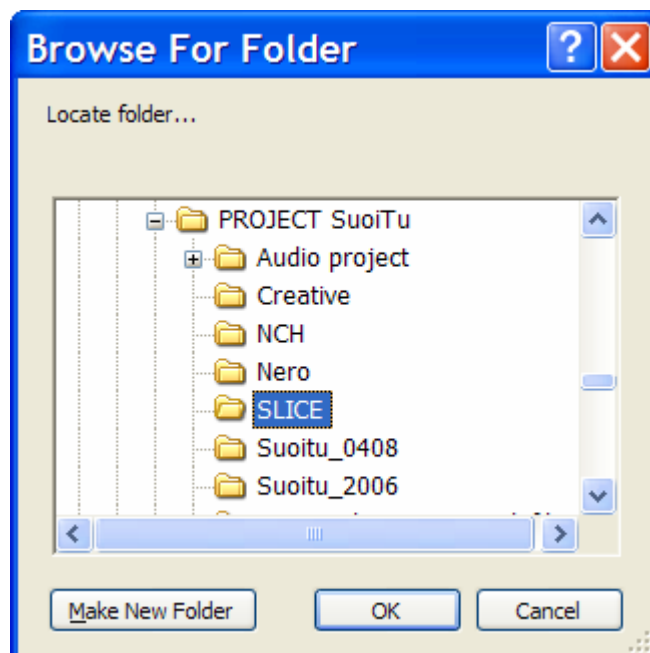 Browse For Folder
Locate folder...
PROJECT SuoiTu
Audio project
Creative
NCH
Nero
SLICE
Suoitu_0408
Suoitu_2006
Make New Folder OK Cancel